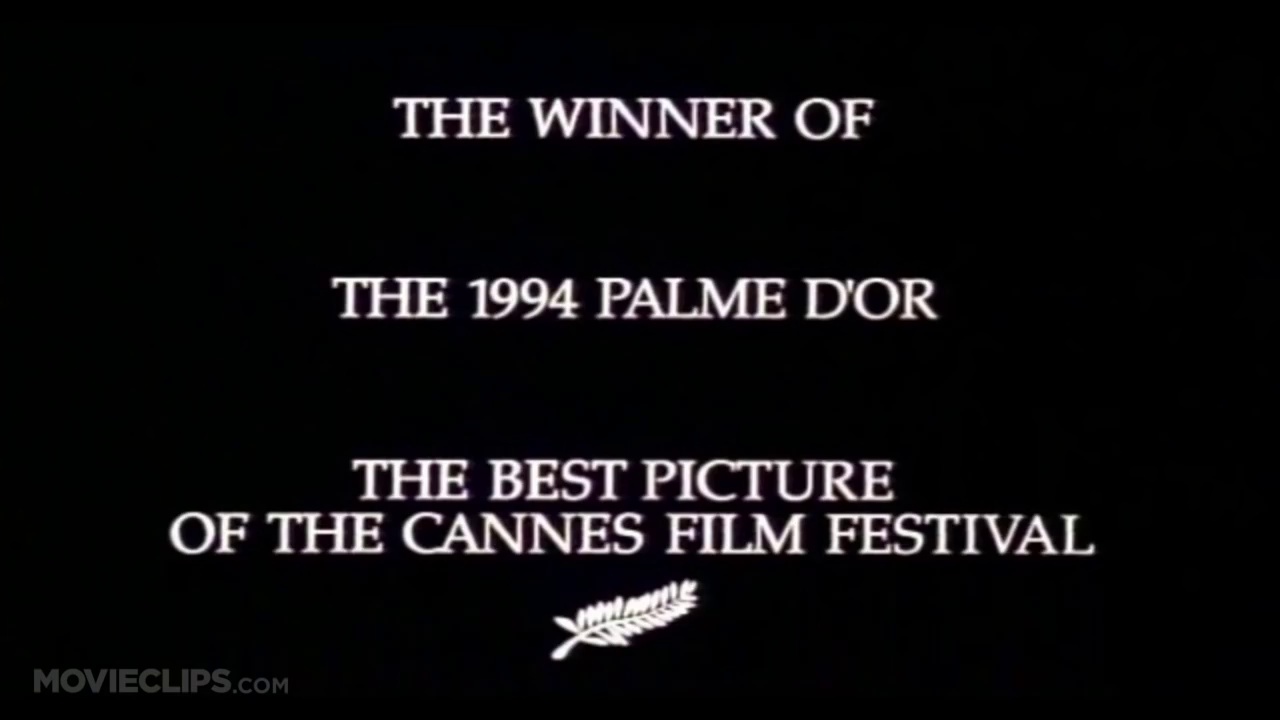 THE WINNER OF
THE 1994 PALME D'OR
THE BEST PICTURE
OF THE CANNES FILM FESTIVAL
MOVIECLIPS.COM